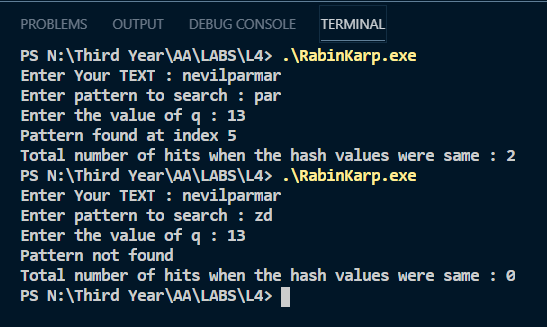 PROBLEMS OUTPUT DEBUG CONSOLE TERMINAL
PS N:\Third Year\AA\LABS\L4> .\RabinKarp.exe
Enter Your TEXT : nevilparmar
Enter pattern to search : par
Enter the value of q : 13
Pattern found at index 5
Total number of hits when the hash values were same : 2
PS N:\Third Year\AA\LABS\L4> .\RabinKarp.exe
Enter Your TEXT : nevilparmar
Enter pattern to search : zd
Enter the value of q : 13
Pattern not found
Total number of hits when the hash values were same : 0
PS N:\Third Year\AA\LABS\L4>